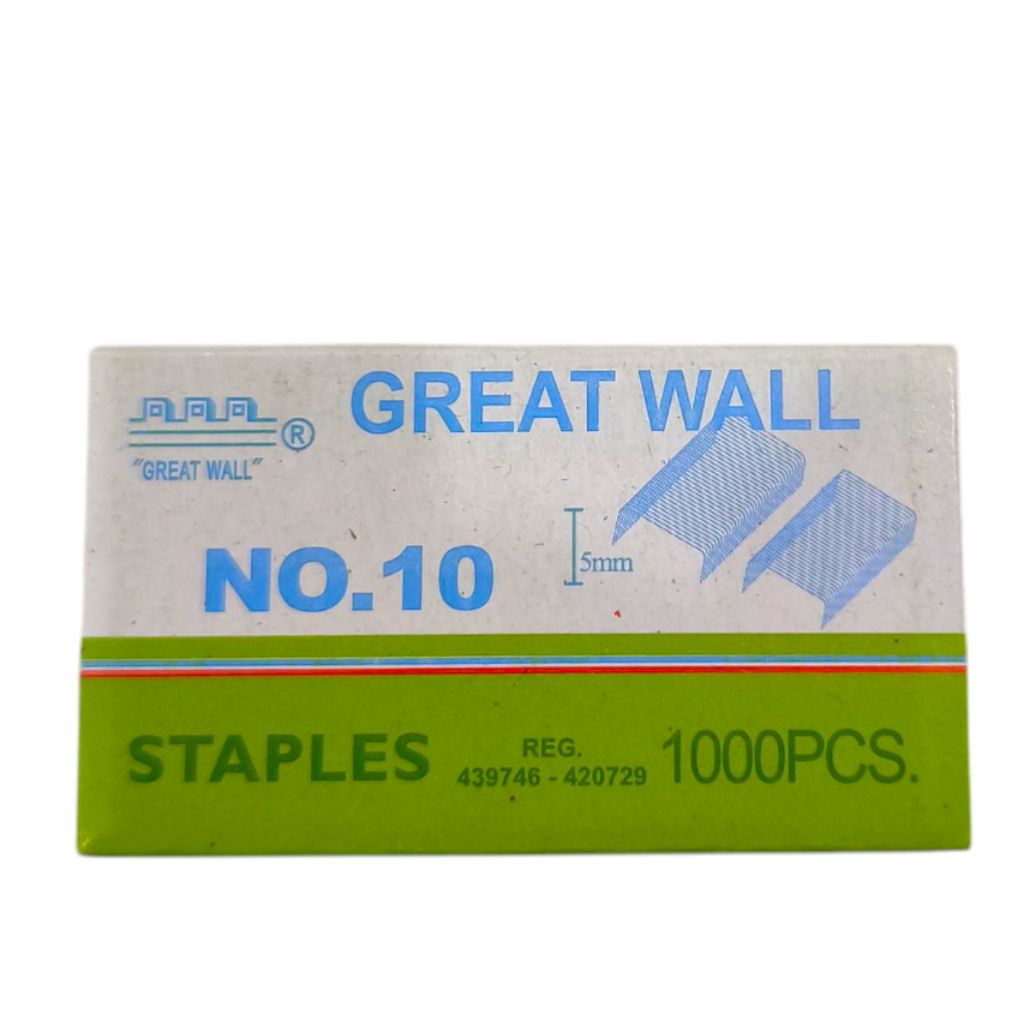 GREAT WALL
®
"GREAT WALL"
NO.10
5mm
STAPLES
REG.
439746 - 420729
1000PCS.